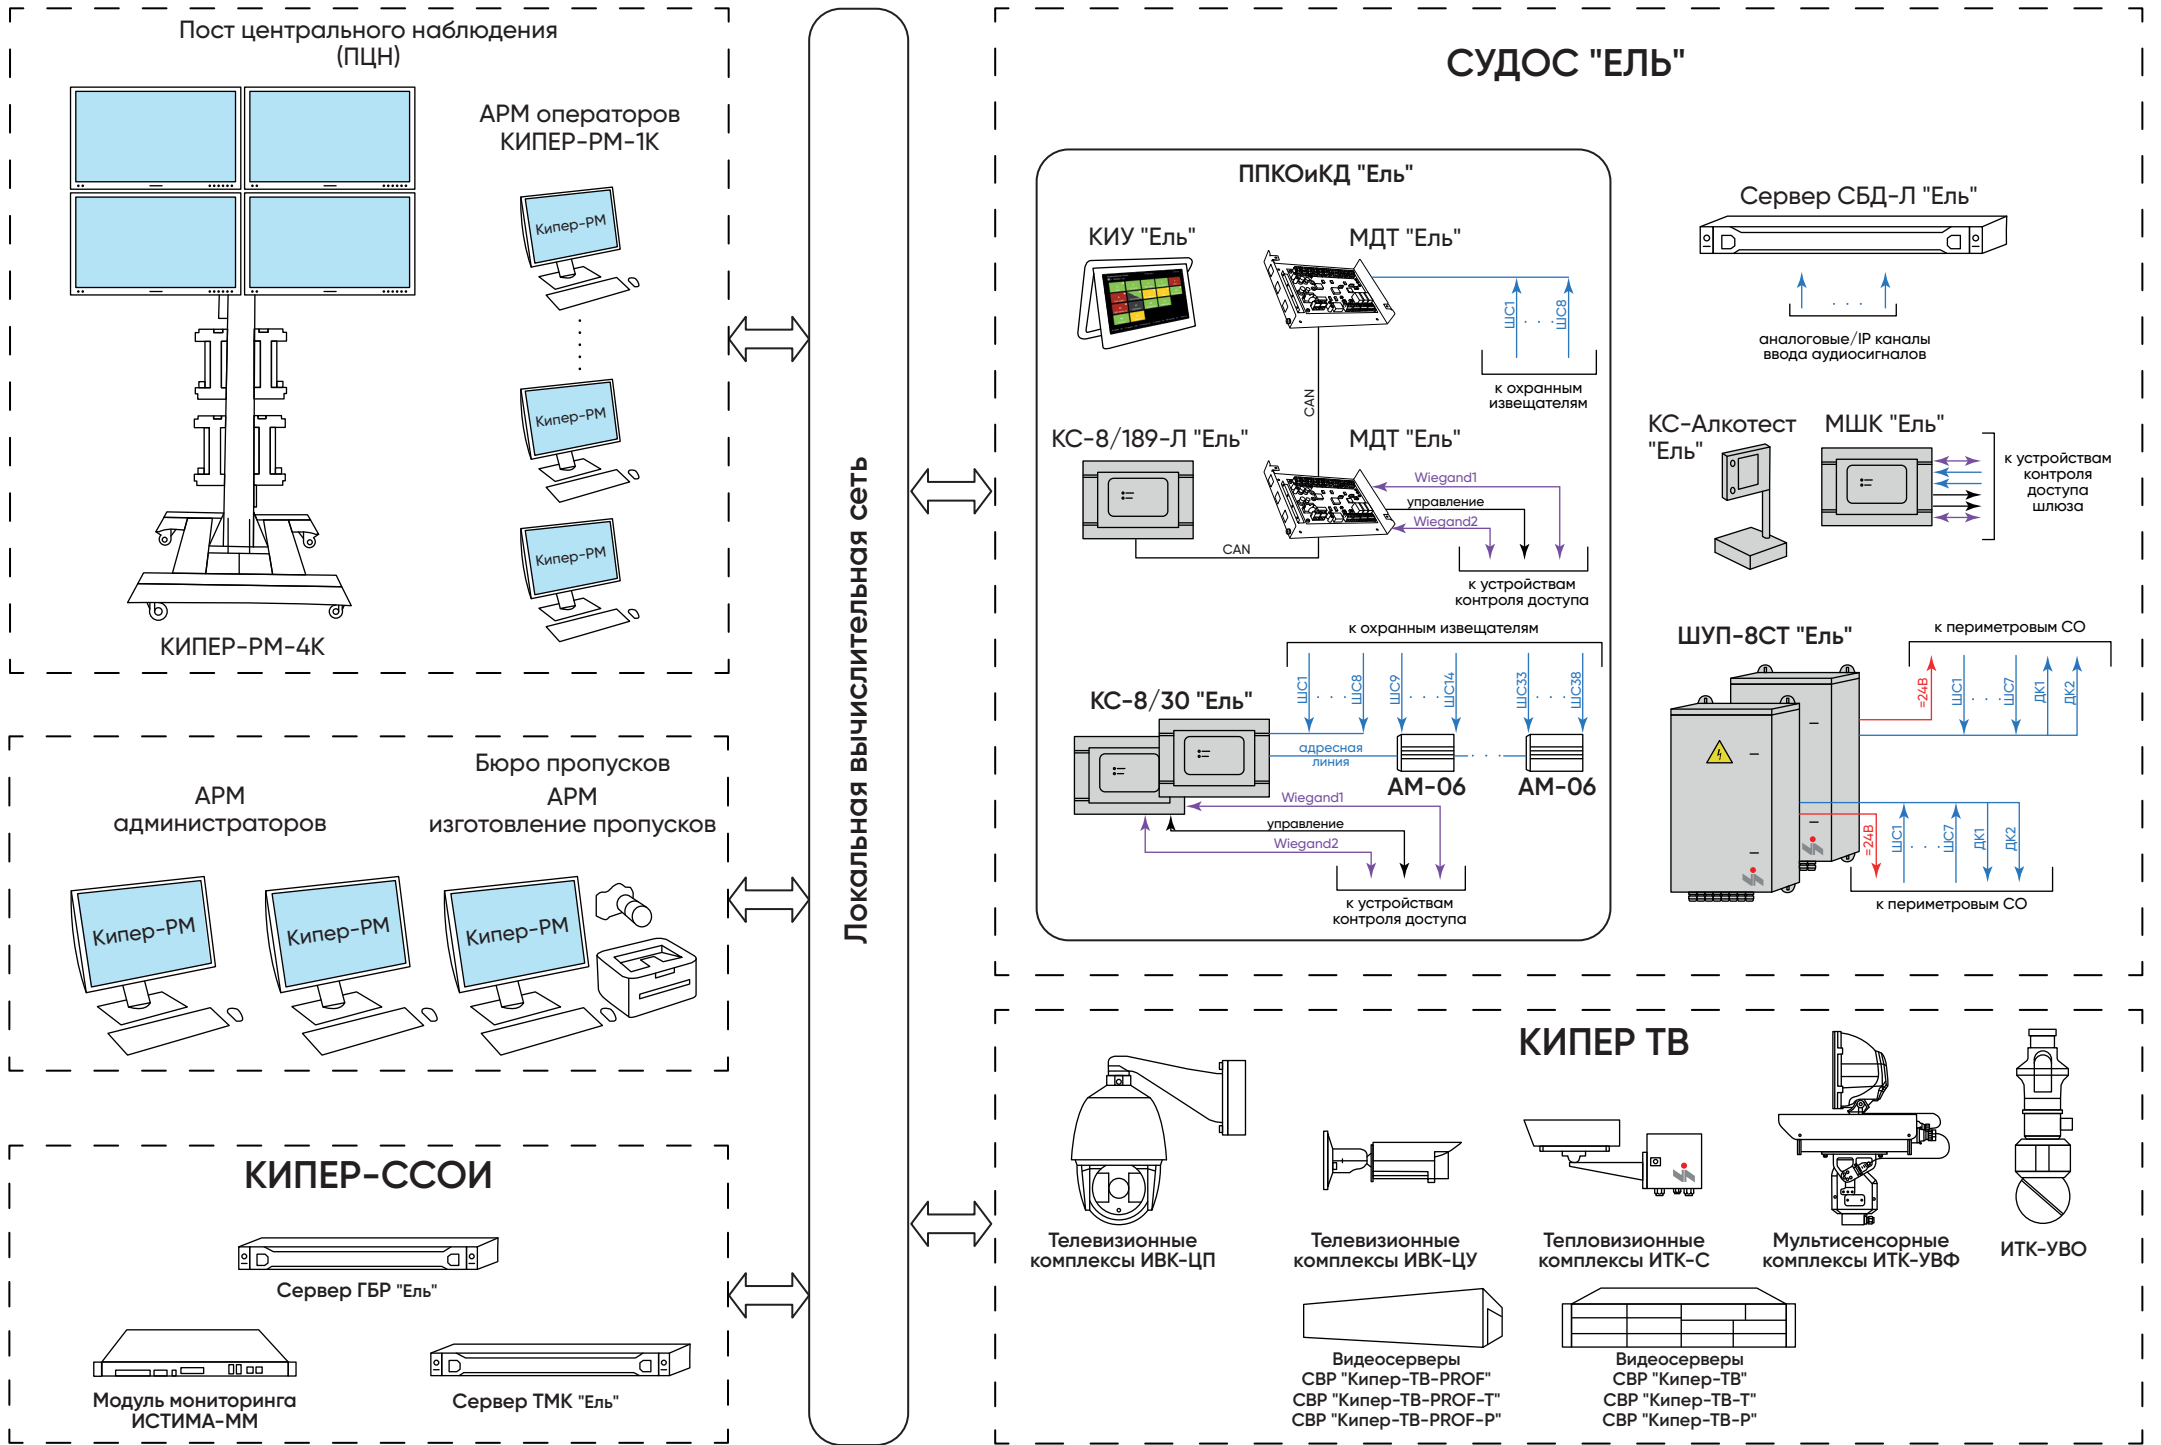 Пост центрального наблюдения
(ПЦН)
АРМ операторов
КИПЕР-РМ-1К
Кипер-РМ
Кипер-РМ
Кипер-РМ
КИПЕР-РМ-4К
АРМ
администраторов
Бюро пропусков
АРМ
изготовление пропусков
Кипер-РМ
Кипер-РМ
Кипер-РМ
КИПЕР-ССОИ
Сервер ГБР "Ель"
Модуль мониторинга
ИСТИМА-ММ
Сервер ТМК "Ель"
Локальная вычислительная сеть
СУДОС "ЕЛЬ"
ППКОиКД "Ель"
КИУ "Ель"
МДТ "Ель"
ШС1
. . .
ШС8
к охранным
извещателям
CAN
КС-8/189-Л "Ель"
МДТ "Ель"
Wiegand1
управление
Wiegand2
CAN
к устройствам
контроля доступа
к охранным извещателям
КС-8/30 "Ель"
ШС1
. . .
ШС8
ШС9
. . .
ШС14
ШС33
. . .
ШС38
адресная
линия
. . .
АМ-06
АМ-06
Wiegand1
управление
Wiegand2
к устройствам
контроля доступа
Сервер СБД-Л "Ель"
. . .
аналоговые/IP каналы
ввода аудиосигналов
КС-Алкотест
"Ель"
МШК "Ель"
к устройствам
контроля
доступа
шлюза
ШУП-8СТ "Ель"
к периметровым СО
=24В
ШС1
. . .
ШС7
ДК1
ДК2
=24В
ШС1
. . .
ШС7
ДК1
ДК2
к периметровым СО
КИПЕР ТВ
Телевизионные
комплексы ИВК-ЦП
Телевизионные
комплексы ИВК-ЦУ
Тепловизионные
комплексы ИТК-С
Мультисенсорные
комплексы ИТК-УВФ
ИТК-УВО
Видеосерверы
СВР "Кипер-ТВ-PROF"
СВР "Кипер-ТВ-PROF-Т"
СВР "Кипер-ТВ-PROF-Р"
Видеосерверы
СВР "Кипер-ТВ"
СВР "Кипер-ТВ-Т"
СВР "Кипер-ТВ-Р"